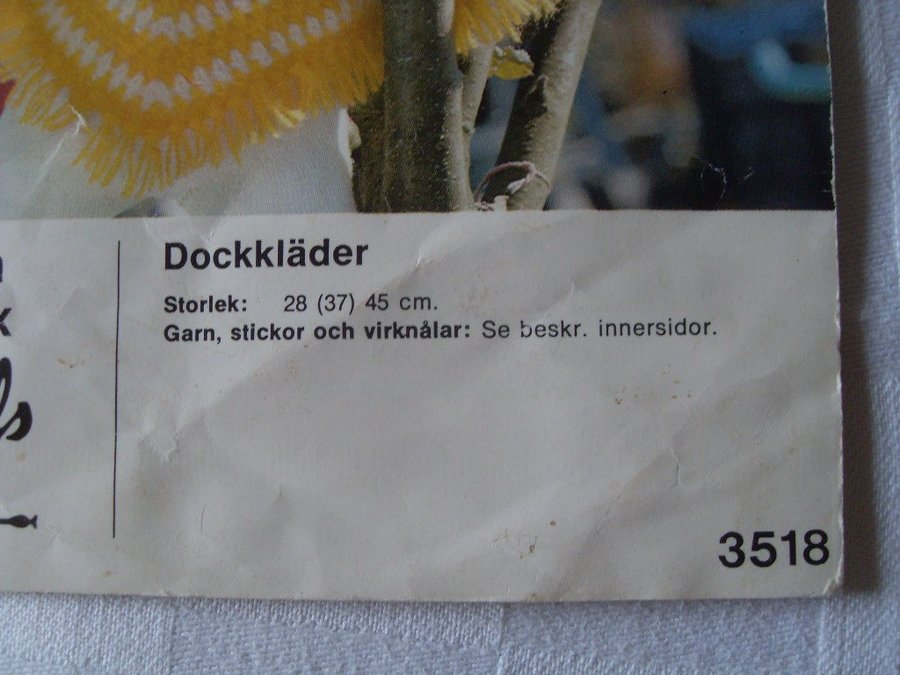 Dockkläder
Storlek: 28 (37) 45 cm.
Garn, stickor och virknålar: Se beskr. innersidor.
3518